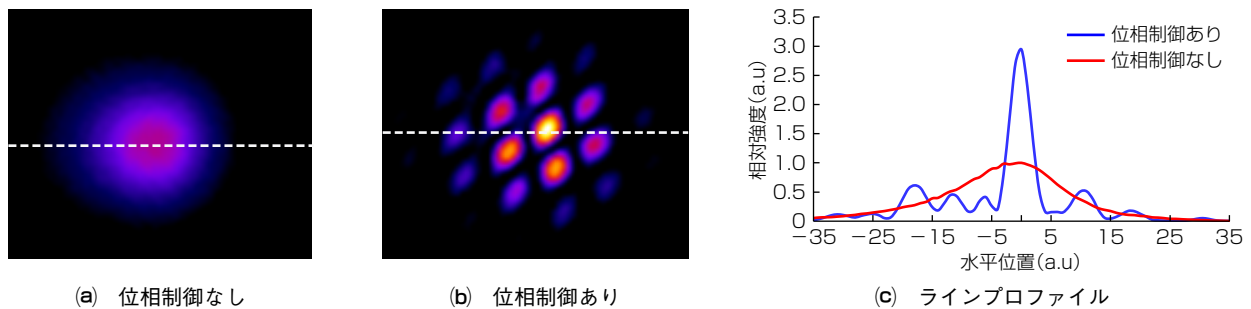 3.5
3.0
2.5
2.0
1.5
1.0
0.5
0
相対強度(a.u)
位相制御あり
位相制御なし
−35 −25 −15 −5 5 15 25 35
水平位置(a.u)
(a) 位相制御なし
(b) 位相制御あり
(c) ラインプロファイル